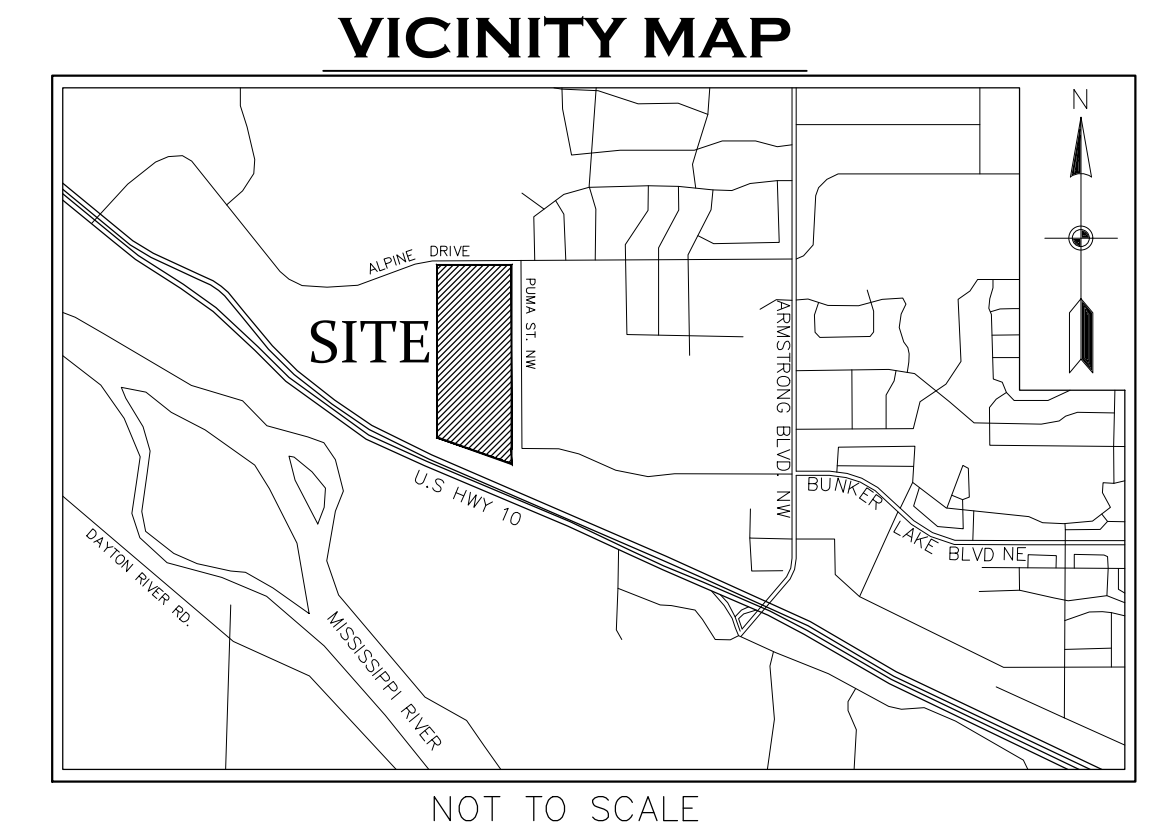 VICINITY MAP
N
ALPINE DRIVE
PUMA ST. NW
SITE
ARMSTRONG BLVD. NW
U.S HWY 10
BUNKER LAKE BLVD NE
DAYTON RIVER RD.
MISSISSIPPI RIVER
NOT TO SCALE